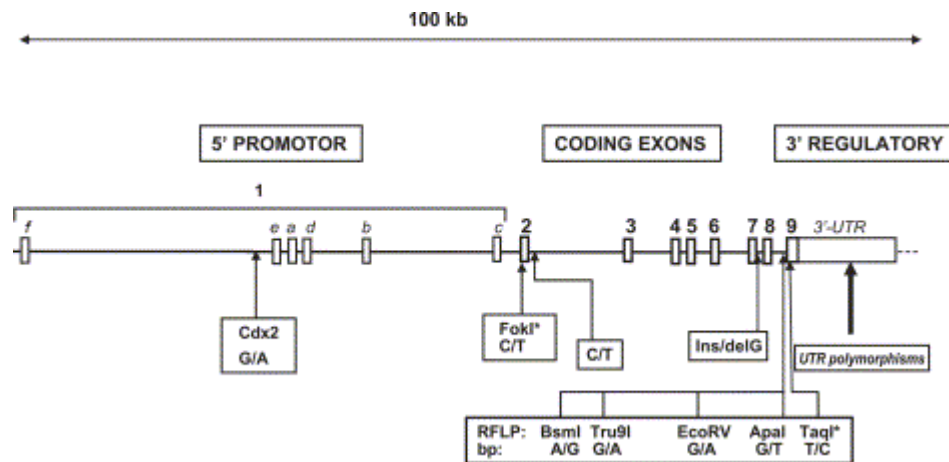 100 kb
5' PROMOTOR CODING EXONS 3' REGULATORY
1
f e a d b c 2 3 4 5 6 7 8 9 3'-UTR
Cdx2
G/A
FokI*
C/T
C/T
Ins/delG
UTR polymorphisms
RFLP: BsmI Tru9I EcoRV ApaI TaqI*
bp: A/G G/A G/A G/T T/C